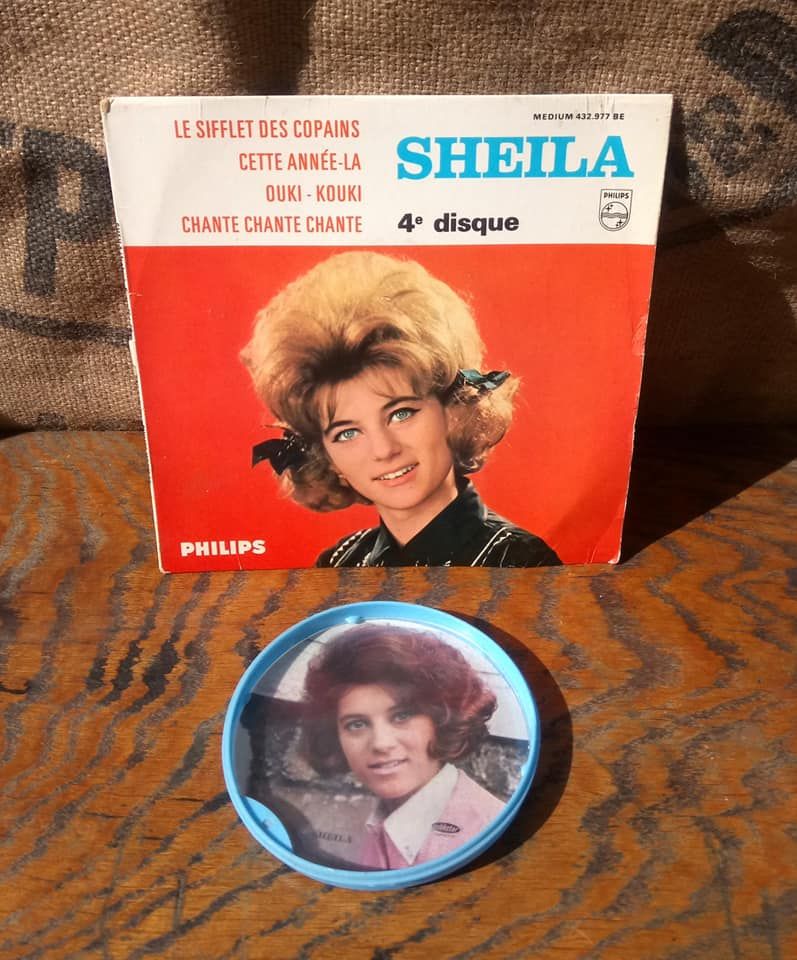 MEDIUM 432.977 BE
LE SIFFLET DES COPAINS
CETTE ANNÉE-LA
OUKI - KOUKI
CHANTE CHANTE CHANTE
SHEILA
4e disque
PHILIPS
PHILIPS
SHEILA